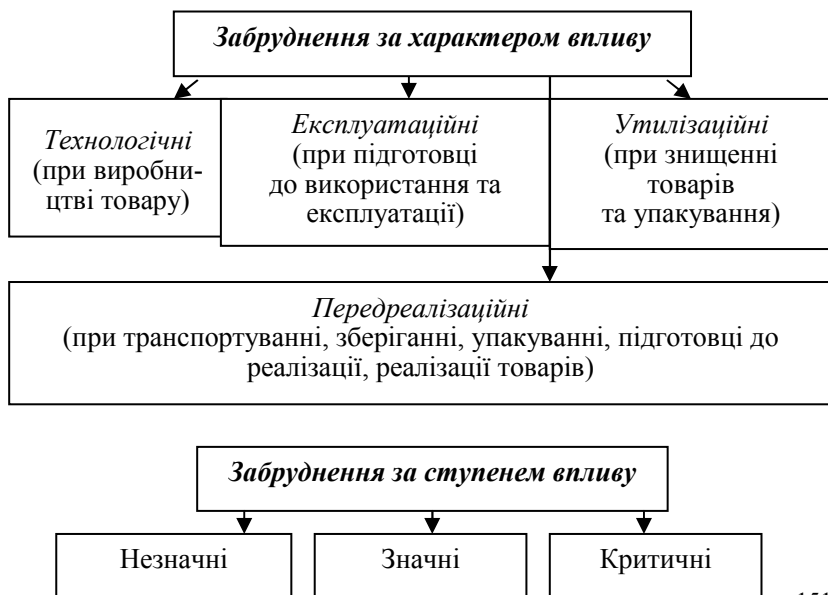 Забруднення за характером впливу
Технологічні
(при виробни-
цтві товару)
Експлуатаційні
(при підготовці
до використання та
експлуатації)
Утилізаційні
(при знищенні
товарів
та упакування)
Передреалізаційні
(при транспортуванні, зберіганні, упакуванні, підготовці до
реалізації, реалізації товарів)
Забруднення за ступенем впливу
Незначні
Значні
Критичні